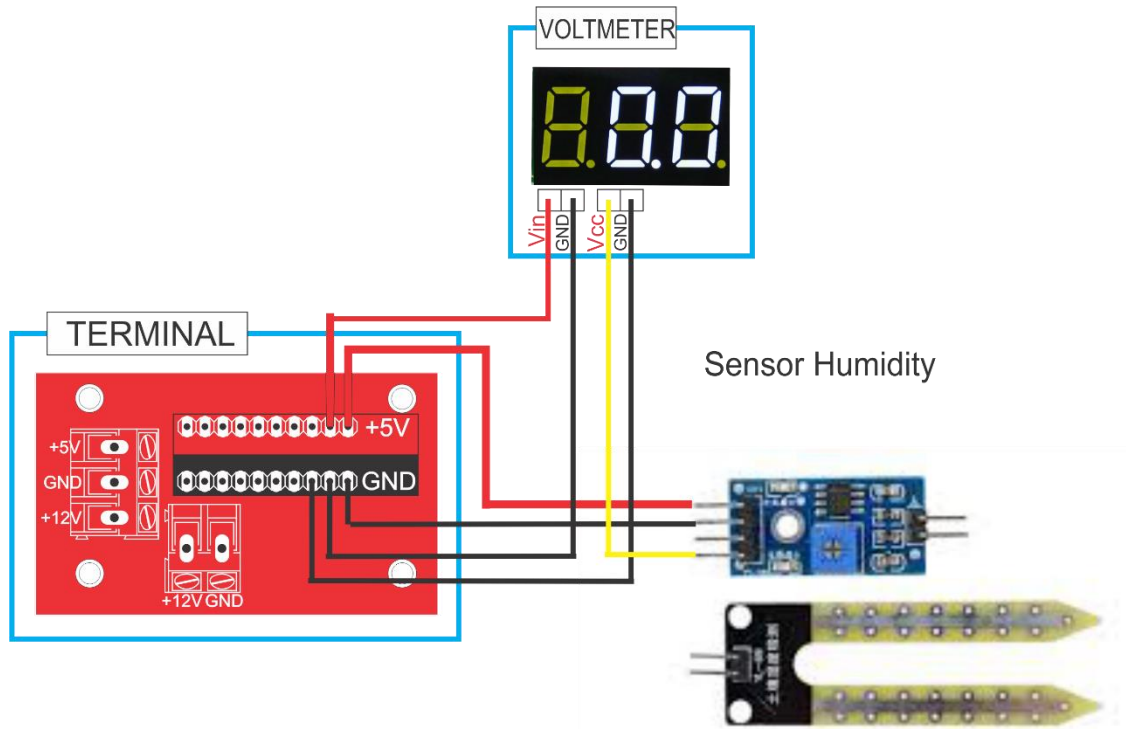 VOLTMETER
Vin
GND
Vcc
GND
TERMINAL
Sensor Humidity
+5V
+5V
GND
GND
+12V
+12V GND